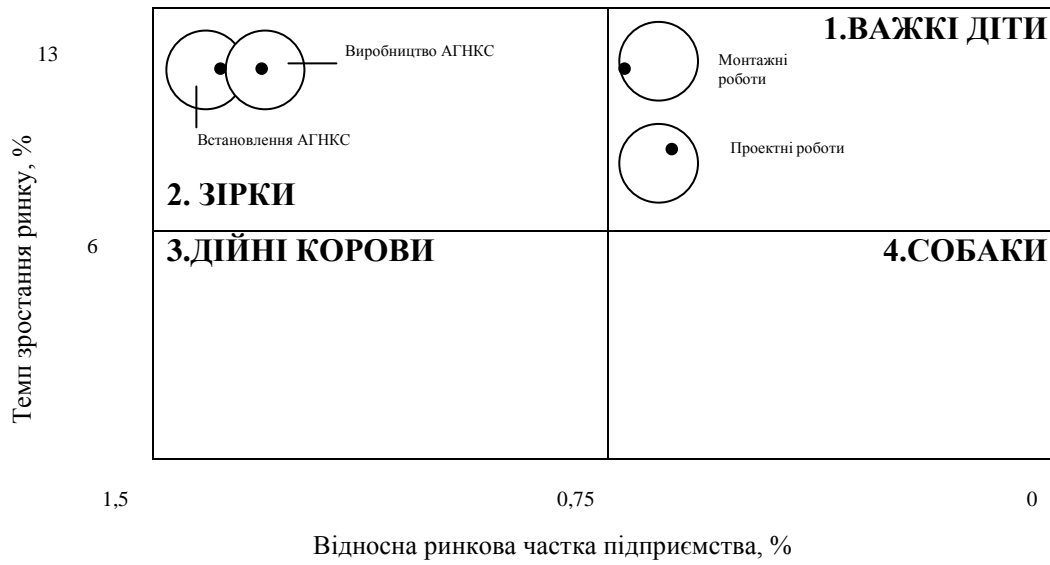 1.ВАЖКІ ДІТИ
13
Виробництво АГНКС
Монтажні
роботи
Встановлення АГНКС
Проектні роботи
2. ЗІРКИ
Темп зростання ринку, %
6
3.ДІЙНІ КОРОВИ
4.СОБАКИ
1,5
0,75
0
Відносна ринкова частка підприємства, %